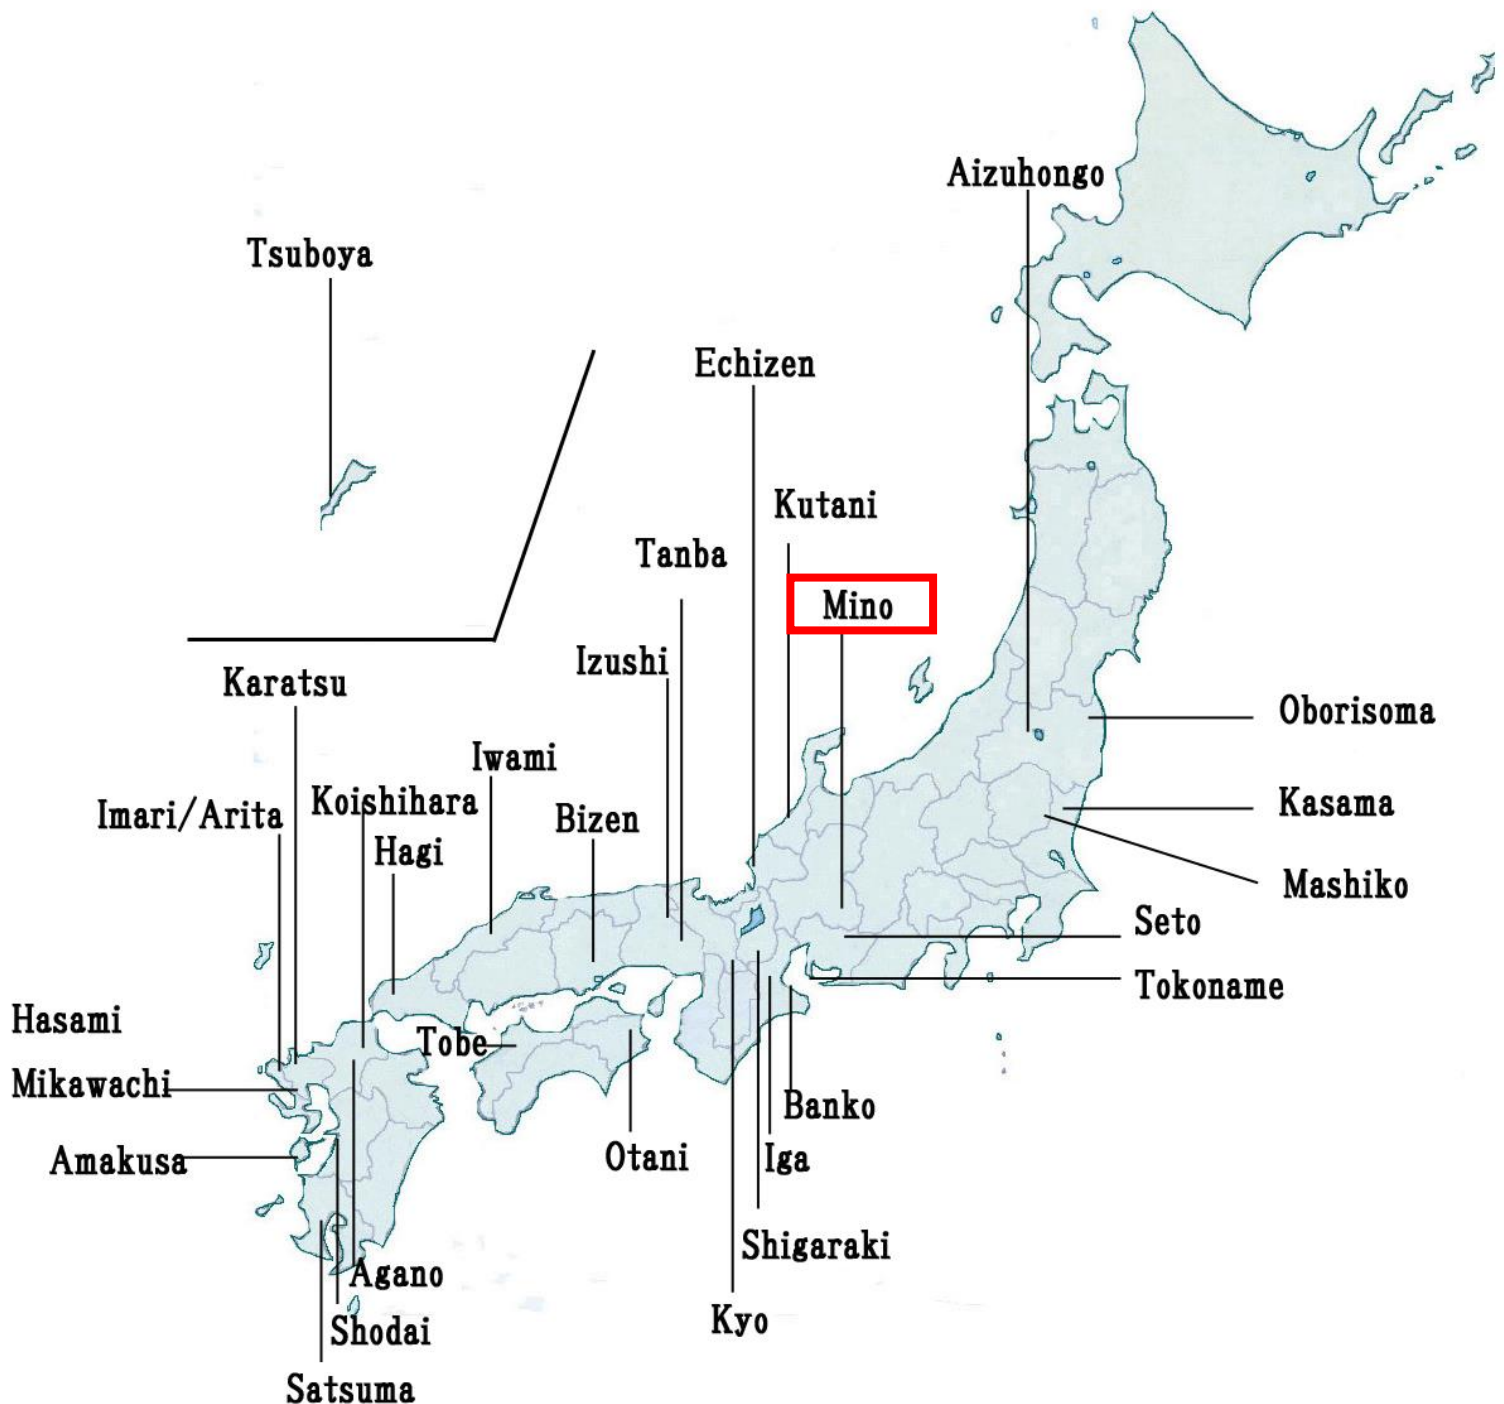 Aizuhongo
Tsuboya
Echizen
Kutani
Tanba
Mino
Izushi
Karatsu
Oborisoma
Iwami
Koishihara
Imari/Arita
Bizen
Kasama
Hagi
Mashiko
Seto
Tokoname
Hasami
Tobe
Mikawachi
Banko
Otani
Iga
Amakusa
Shigaraki
Agano
Kyo
Shodai
Satsuma